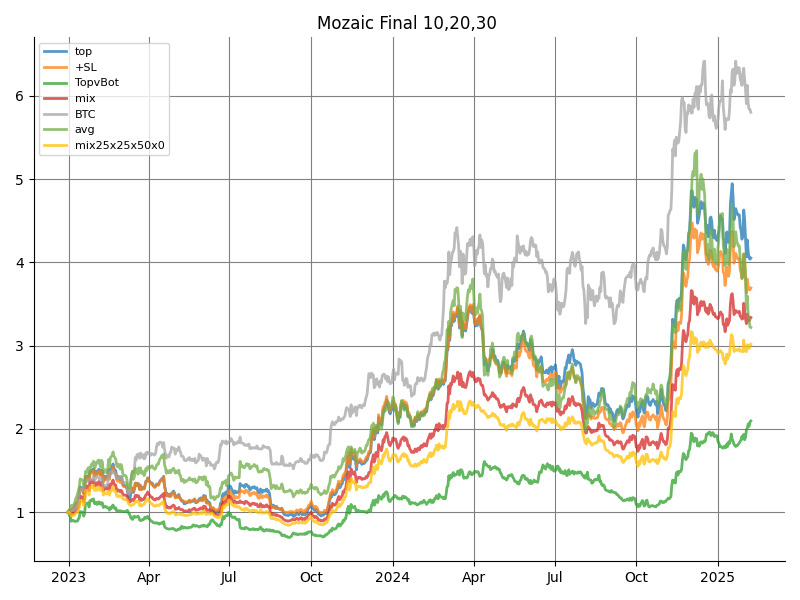 Mozaic Final 10,20,30
top
+SL
TopvBot
mix
BTC
avg
mix25x25x50x0
6
5
4
3
2
1
2023
Apr
Jul
Oct
2024
Apr
Jul
Oct
2025